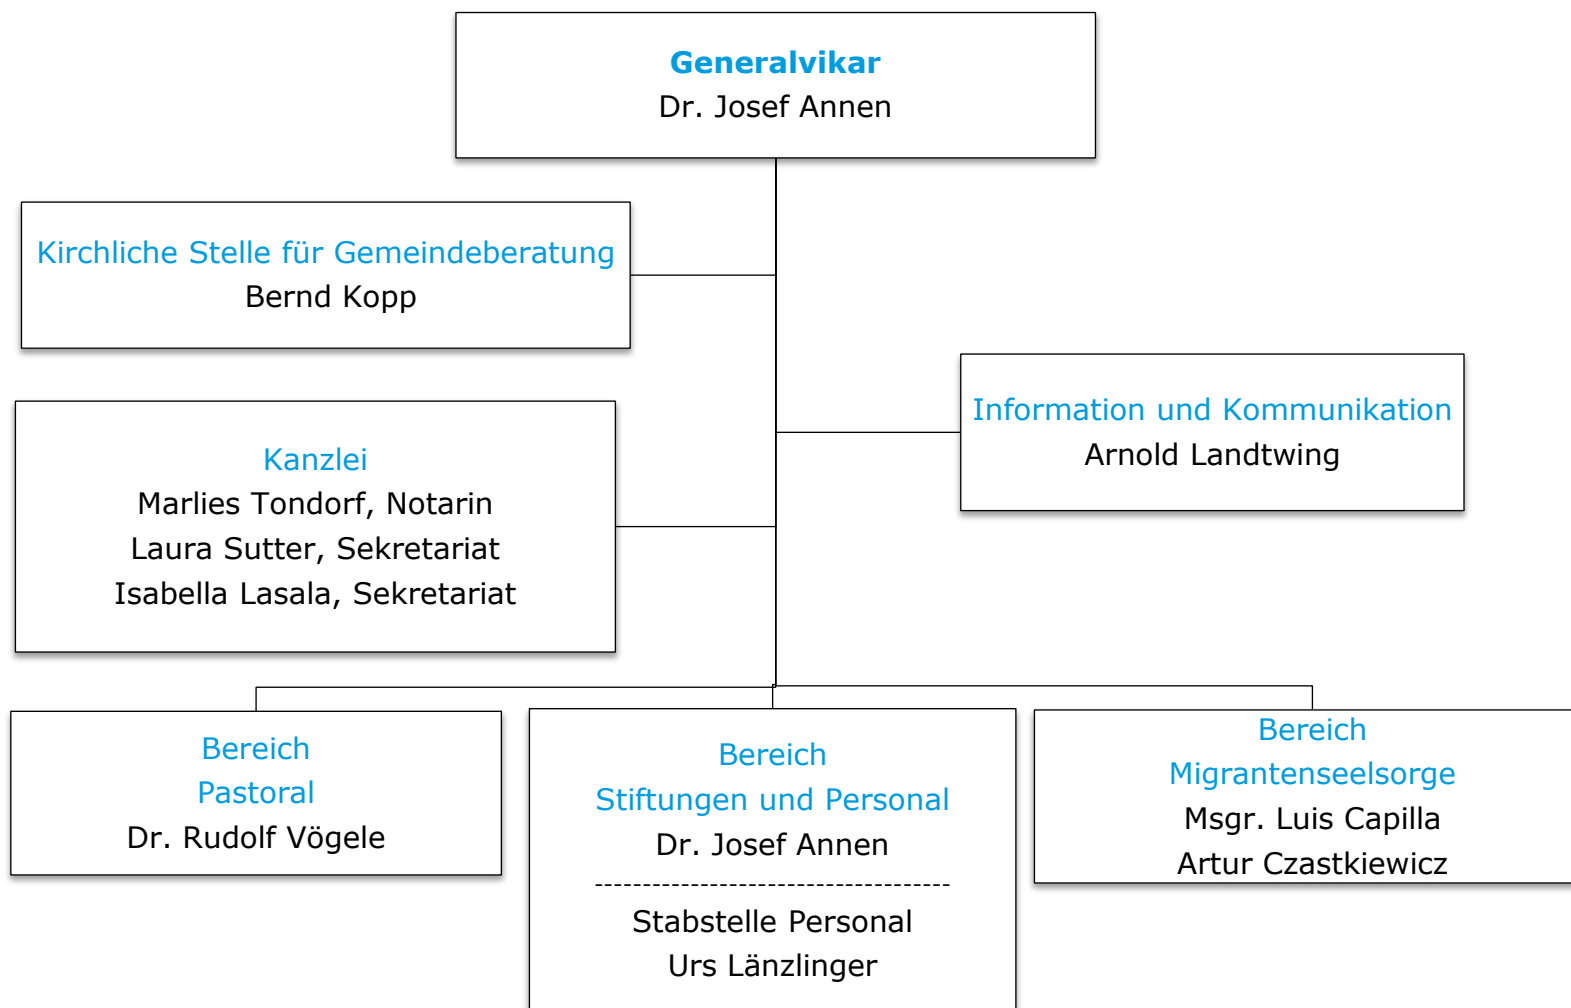 Generalvikar
Dr. Josef Annen
Kirchliche Stelle für Gemeindeberatung
Bernd Kopp
Information und Kommunikation
Arnold Landtwing
Kanzlei
Marlies Tondorf, Notarin
Laura Sutter, Sekretariat
Isabella Lasala, Sekretariat
Bereich
Pastoral
Dr. Rudolf Vögele
Bereich
Stiftungen und Personal
Dr. Josef Annen
-------------------------------------
Stabstelle Personal
Urs Länzlinger
Bereich
Migrantenseelsorge
Msgr. Luis Capilla
Artur Czastkiewicz